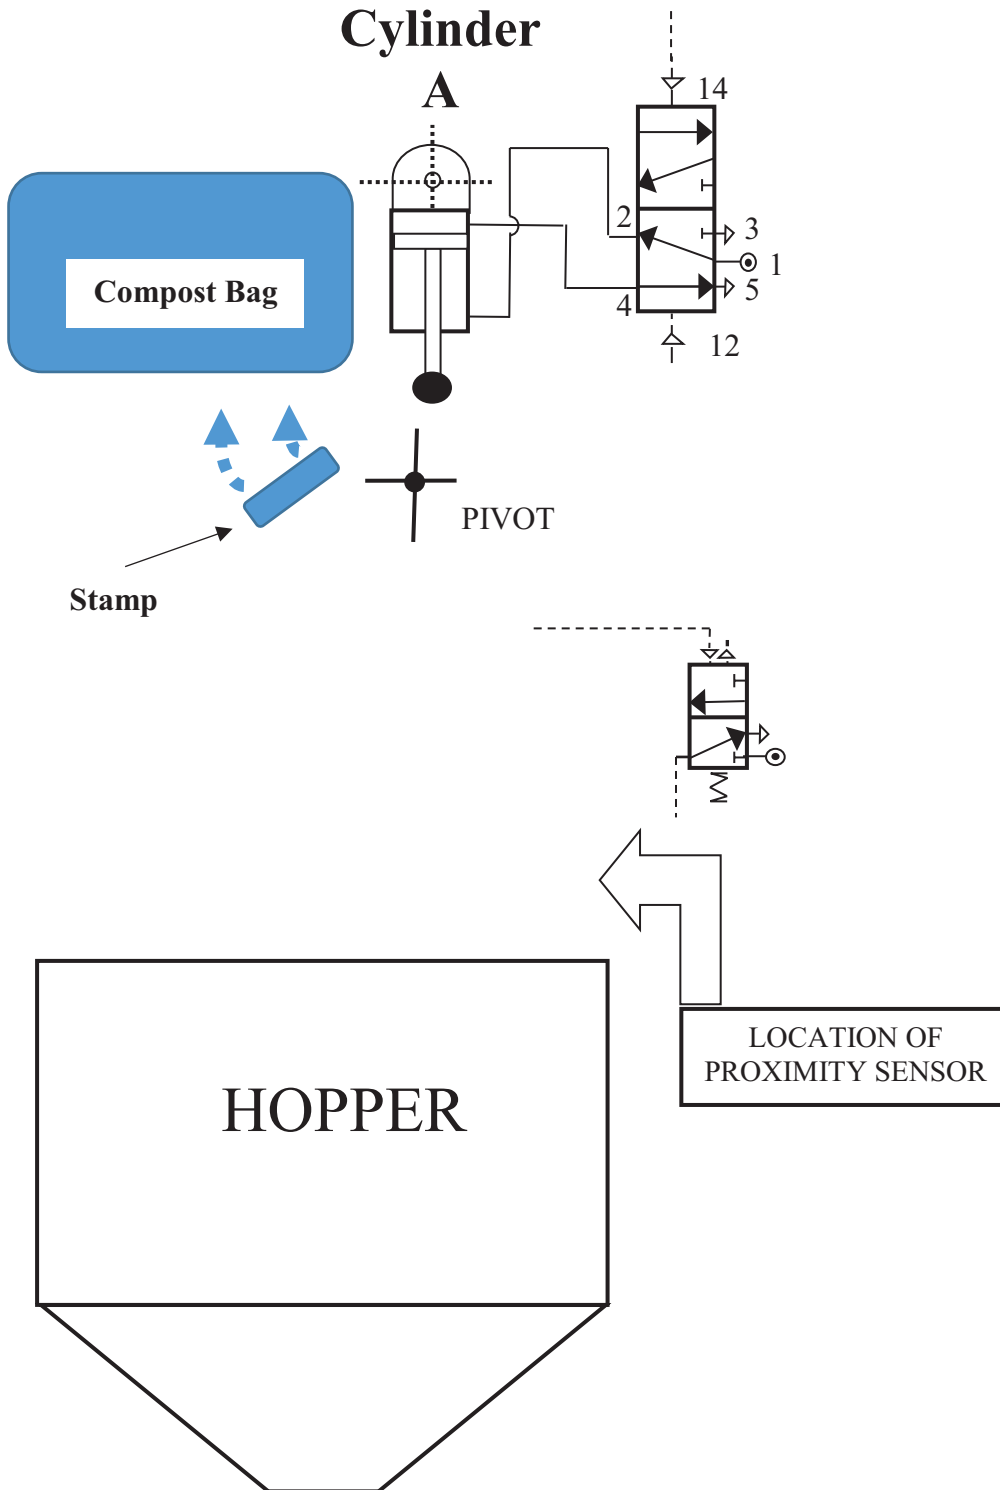 Cylinder
A
14
2
3
1
Compost Bag
4
5
12
PIVOT
Stamp
LOCATION OF
PROXIMITY SENSOR
HOPPER